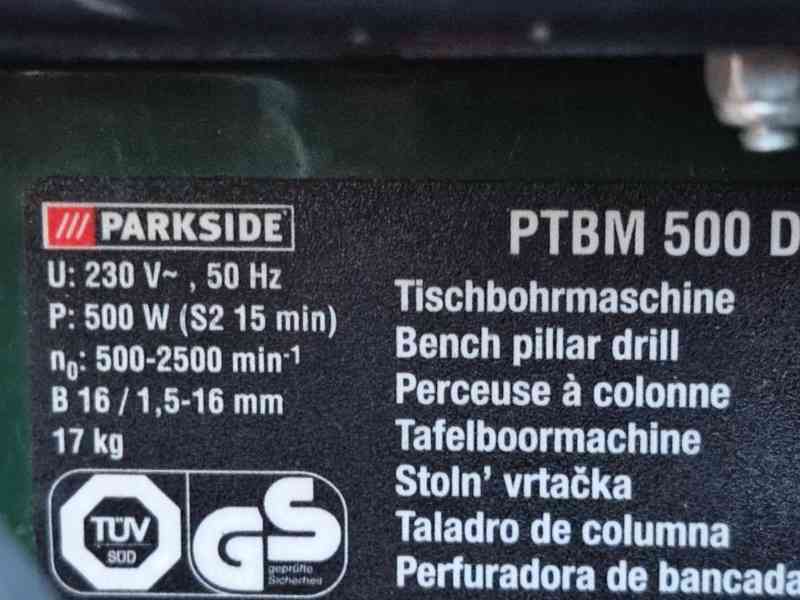 /// PARKSIDE
U: 230 V~ , 50 Hz
P: 500 W (S2 15 min)
n₀: 500-2500 min⁻¹
B 16 / 1,5-16 mm
17 kg
TÜV
SÜD
GS
geprüfte
Sicherheit
PTBM 500 D
Tischbohrmaschine
Bench pillar drill
Perceuse à colonne
Tafelboormachine
Stoln' vrtačka
Taladro de columna
Perfuradora de bancada